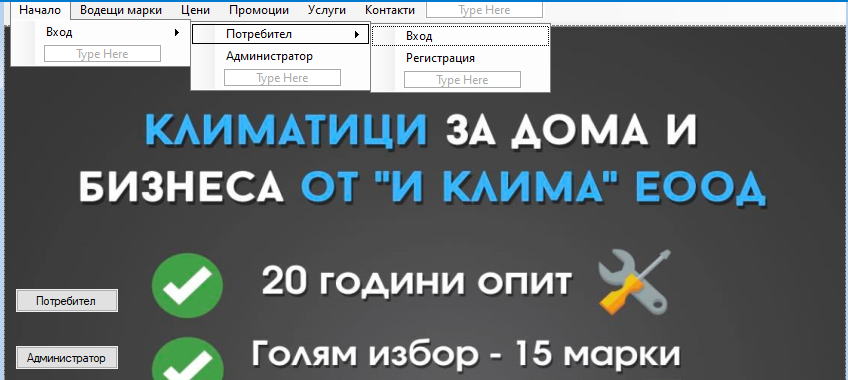 Начало Водещи марки Цени Промоции Услуги Контакти Type Here
Вход
Type Here
Потребител
Администратор
Type Here
Вход
Регистрация
Type Here
КЛИМАТИЦИ ЗА ДОМА И
БИЗНЕСА ОТ "И КЛИМА" ЕООД
20 години опит
Потребител
Голям избор - 15 марки
Администратор